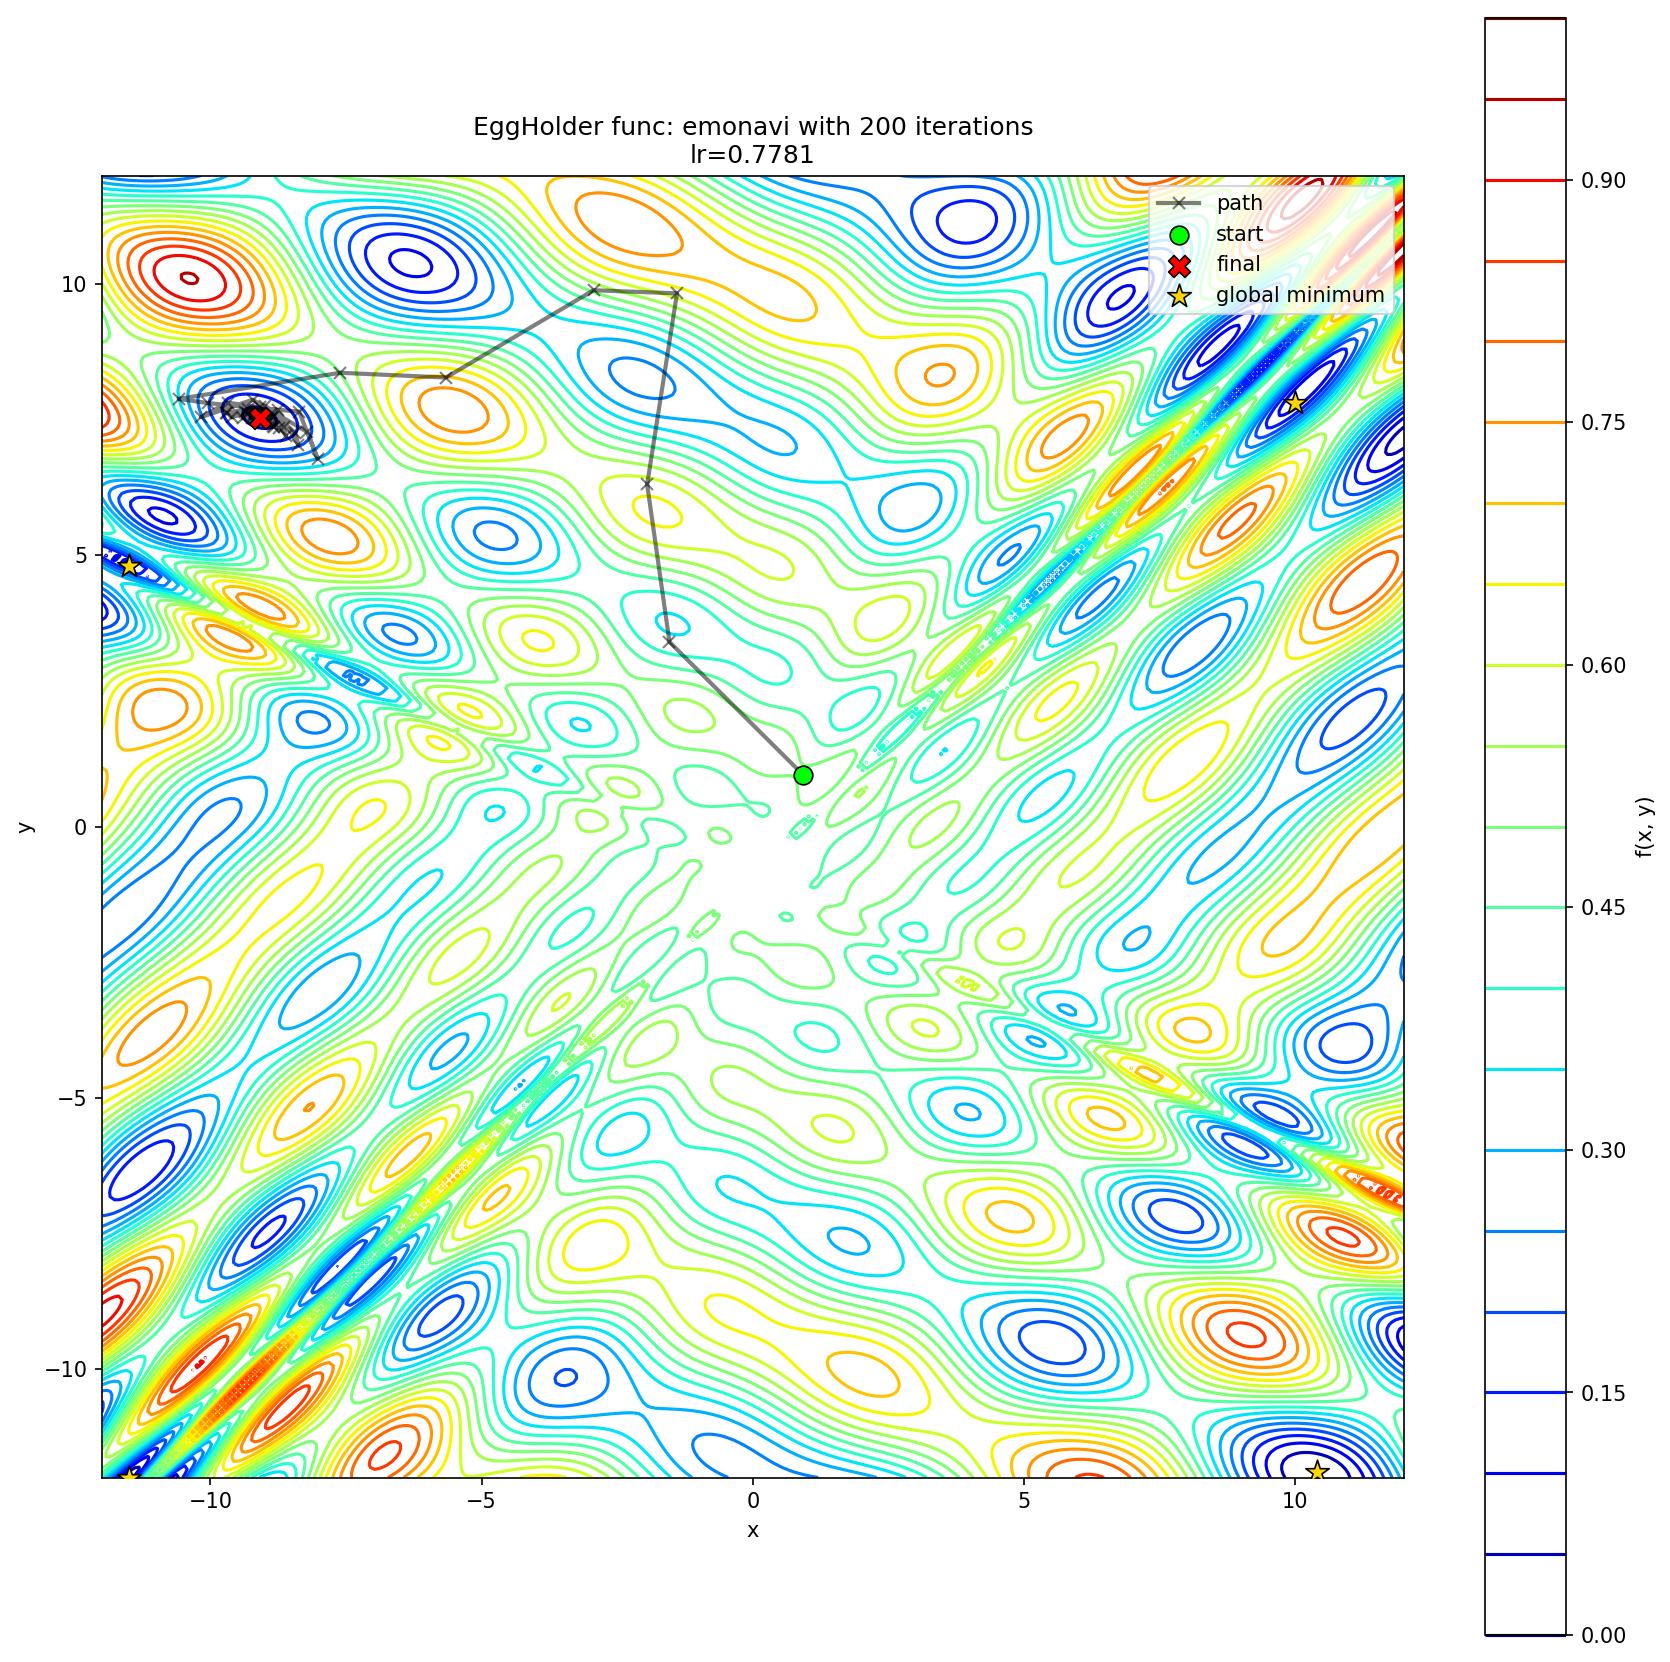 EggHolder func: emonavi with 200 iterations
lr=0.7781
path
start
final
global minimum
10
5
0
−5
−10
y
−10
−5
0
5
10
x
0.90
0.75
0.60
0.45
0.30
0.15
0.00
f(x, y)